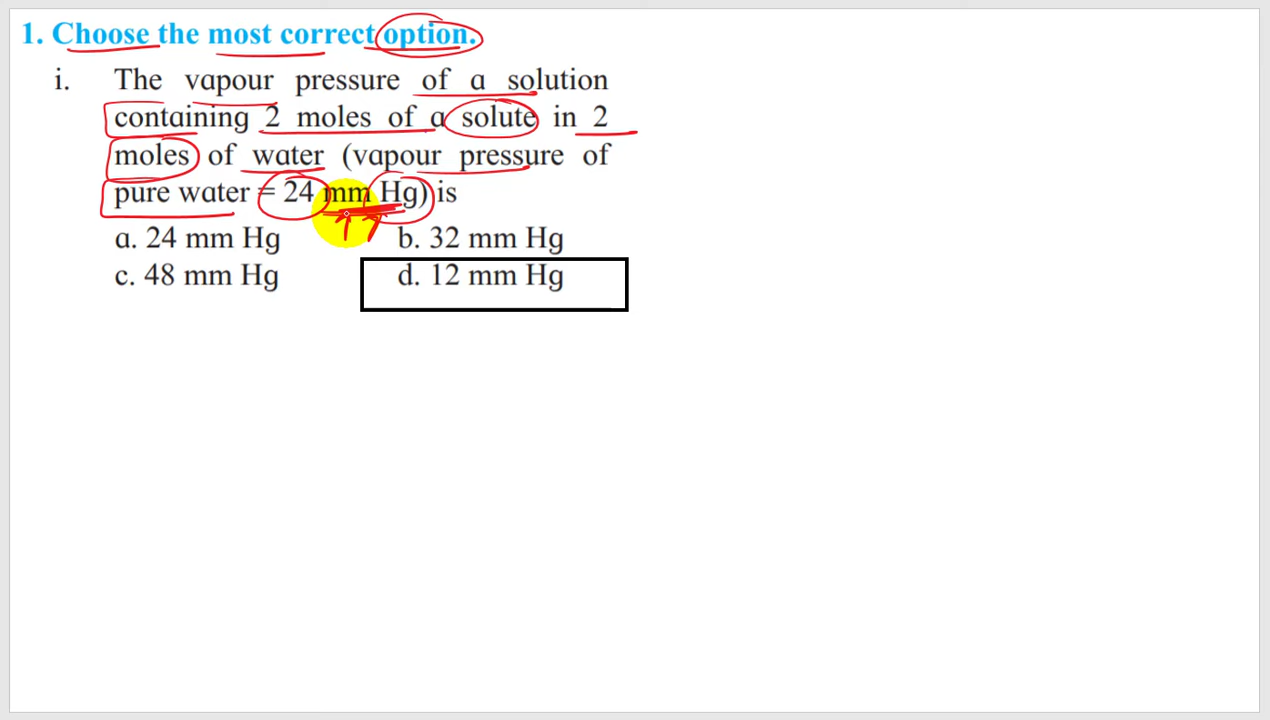 1. Choose the most correct option.
i. The vapour pressure of a solution
containing 2 moles of a solute in 2
moles of water (vapour pressure of
pure water = 24 mm Hg) is
a. 24 mm Hg b. 32 mm Hg
c. 48 mm Hg d. 12 mm Hg